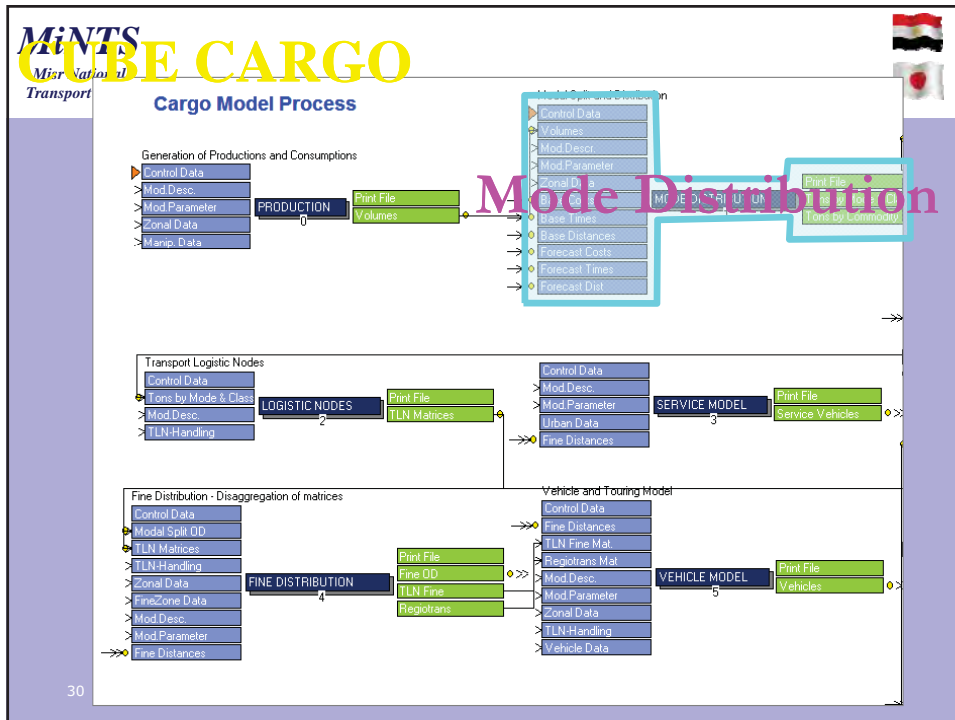 MiNTS
CUBE CARGO
Misr National
Transport
Cargo Model Process
Generation of Productions and Consumptions
Control Data
Mod.Desc.
Mod.Parameter
Zonal Data
Manip. Data
PRODUCTION
0
Print File
Volumes
Modal Split and Distribution
Control Data
Volumes
Mod.Descr.
Mod.Parameter
Zonal Data
Base Times
Base Distances
Forecast Costs
Forecast Times
Forecast Dist
MODE DISTRIBUTION
Mode Distribution
Print File
Tons by Commodity
Transport Logistic Nodes
Control Data
Tons by Mode & Class
Mod.Desc.
TLN-Handling
LOGISTIC NODES
2
Print File
TLN Matrices
Control Data
Mod.Desc.
Mod.Parameter
Urban Data
Fine Distances
SERVICE MODEL
3
Print File
Service Vehicles
Fine Distribution - Disaggregation of matrices
Control Data
Modal Split OD
TLN Matrices
TLN-Handling
Zonal Data
FineZone Data
Mod.Desc.
Mod.Parameter
Fine Distances
FINE DISTRIBUTION
4
Print File
Fine OD
TLN Fine
Regiotrans
Vehicle and Touring Model
Control Data
Fine Distances
TLN Fine Mat.
Regiotrans Mat
Mod.Desc.
Mod.Parameter
Zonal Data
TLN-Handling
Vehicle Data
VEHICLE MODEL
5
Print File
Vehicles
30